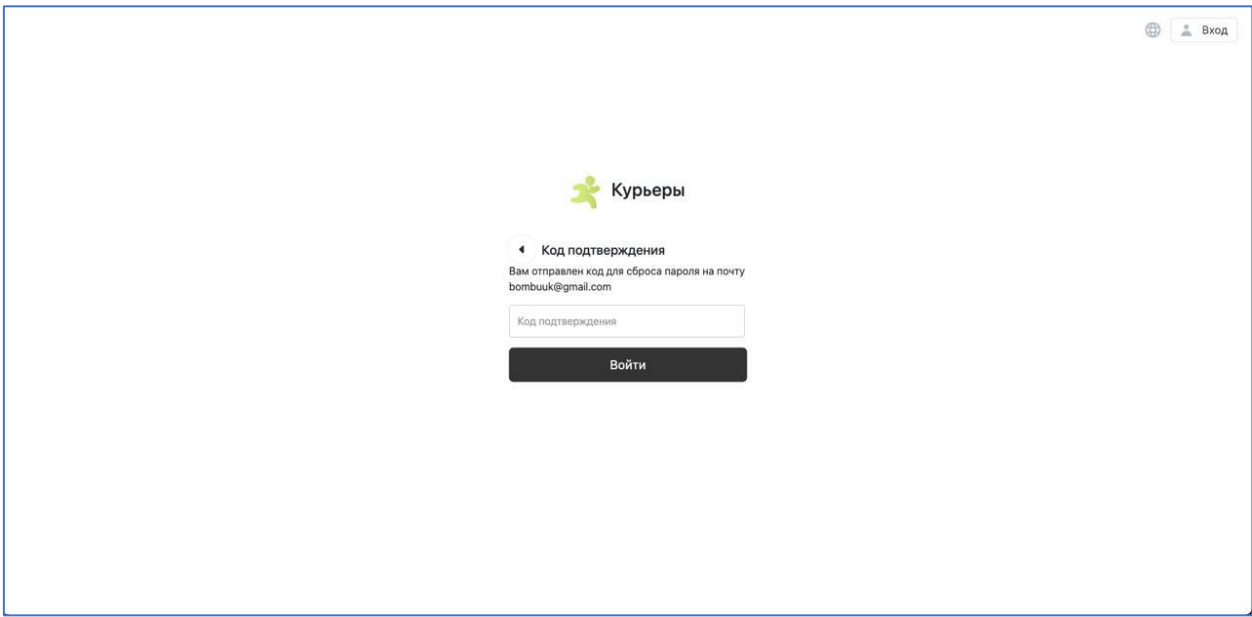 Вход
Курьеры
Код подтверждения
Вам отправлен код для сброса пароля на почту
bombuuk@gmail.com
Код подтверждения
Войти